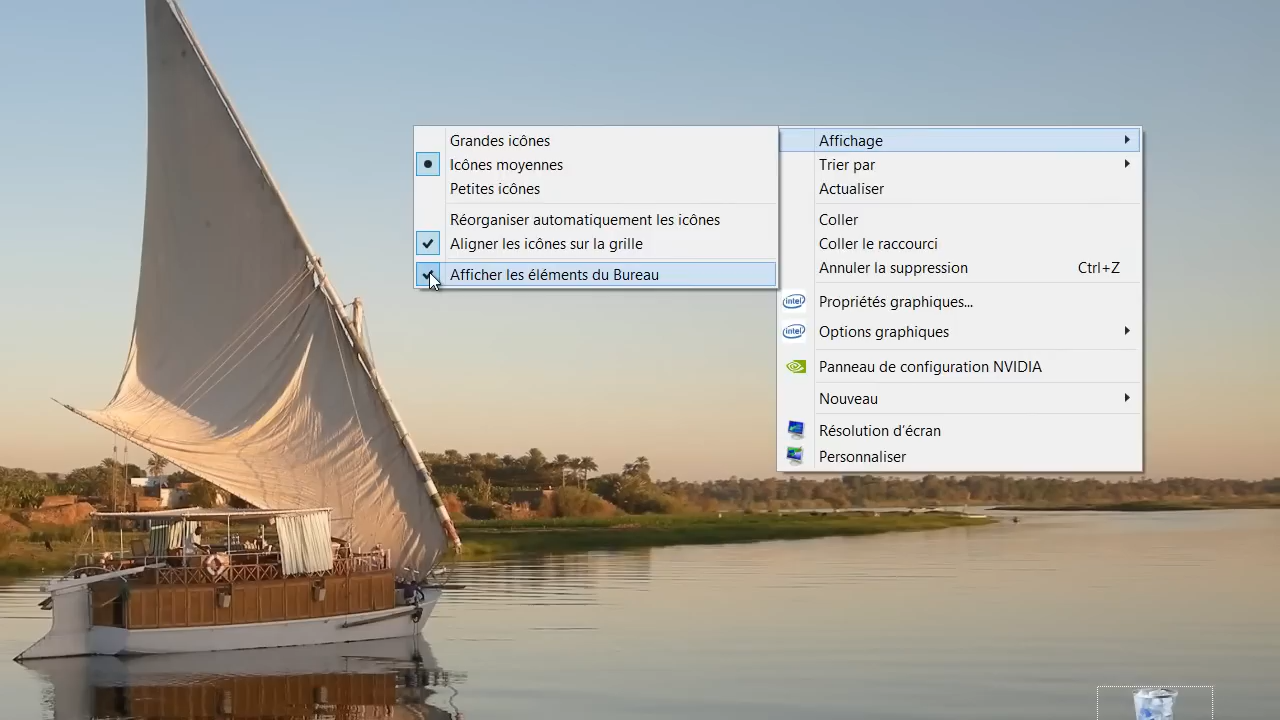 Grandes icônes
Icônes moyennes
Petites icônes
Réorganiser automatiquement les icônes
Aligner les icônes sur la grille
Afficher les éléments du Bureau
Affichage
Trier par
Actualiser
Coller
Coller le raccourci
Annuler la suppression Ctrl+Z
intel Propriétés graphiques...
intel Options graphiques
Panneau de configuration NVIDIA
Nouveau
Résolution d'écran
Personnaliser